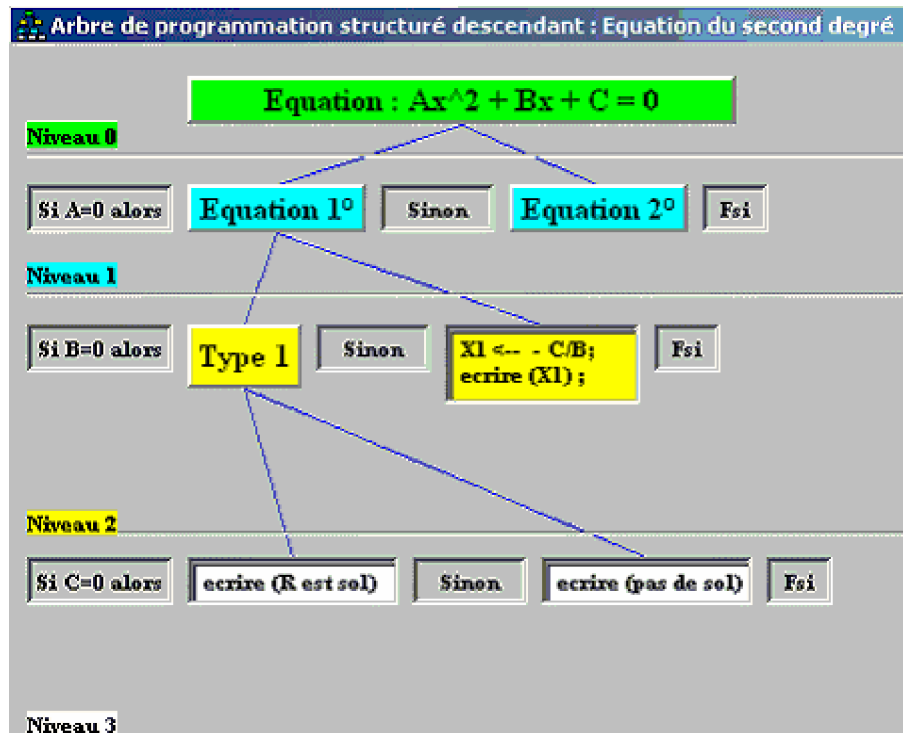 Arbre de programmation structuré descendant : Equation du second degré
Equation : Ax^2 + Bx + C = 0
Niveau 0
Si A=0 alors Equation 1° Sinon Equation 2° Fsi
Niveau 1
Si B=0 alors Type 1 Sinon X1 <-- - C/B; Fsi
ecrire (X1) ;
Niveau 2
Si C=0 alors ecrire (R est sol) Sinon ecrire (pas de sol) Fsi
Niveau 3